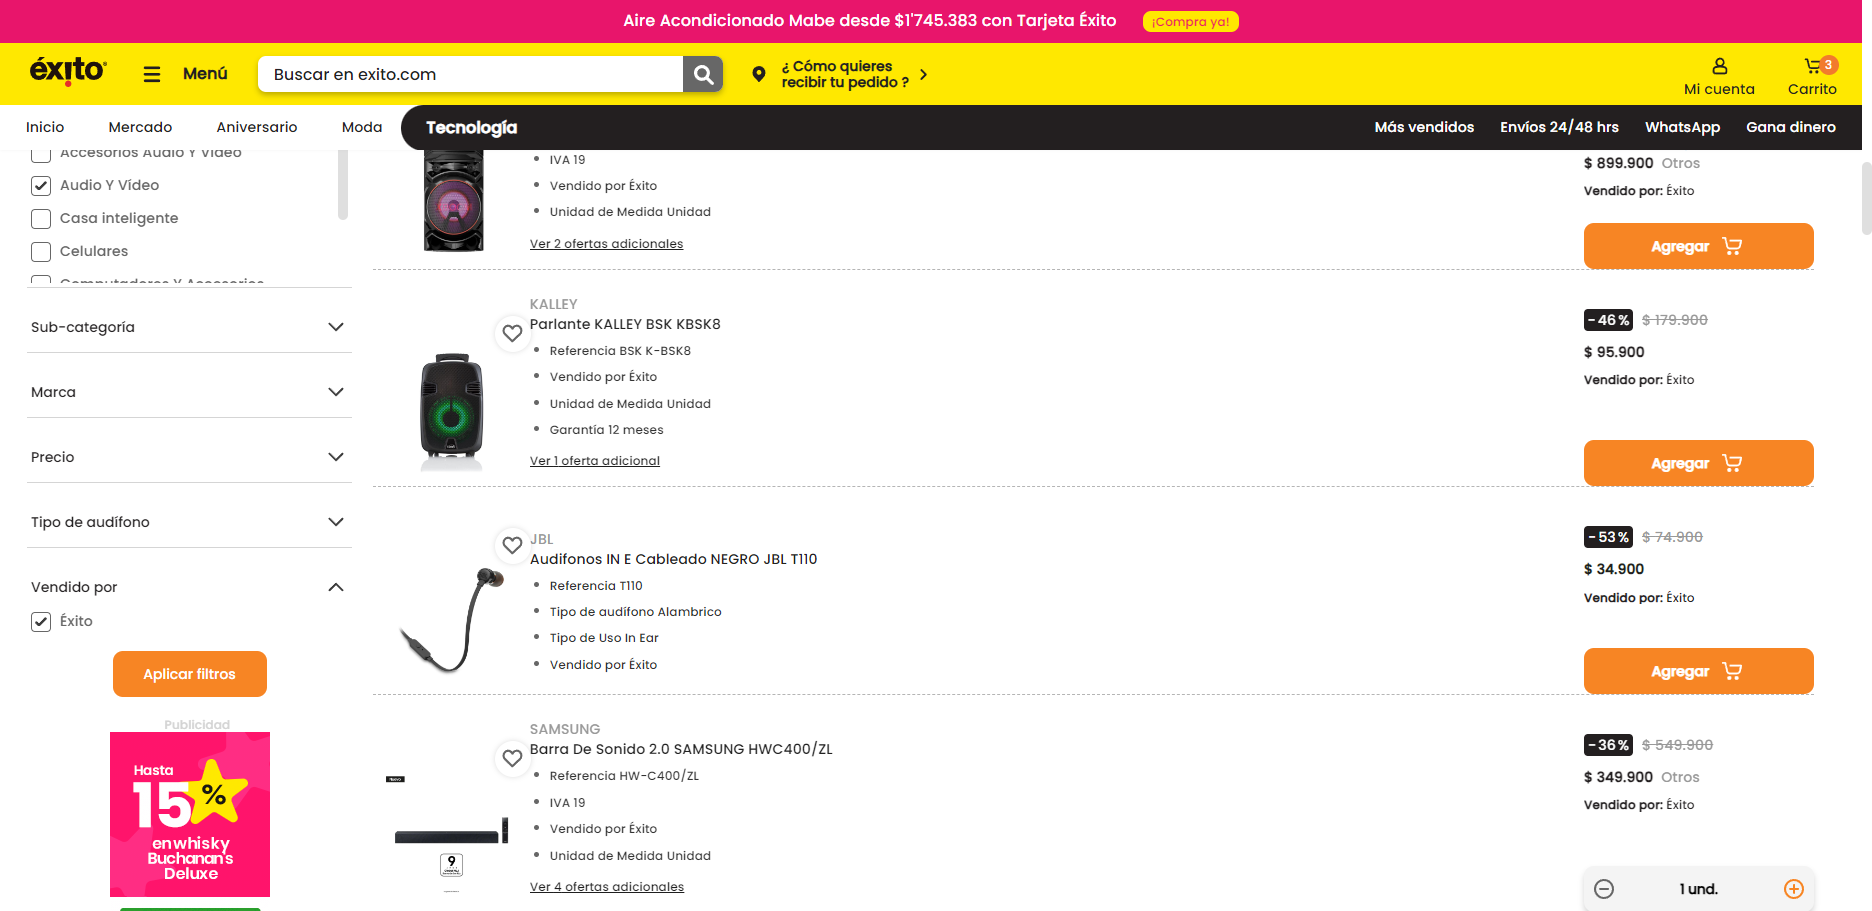 Aire Acondicionado Mabe desde $1'745.383 con Tarjeta Éxito ¡Compra ya!
éxito Menú Buscar en exito.com ¿ Cómo quieres recibir tu pedido ? Mi cuenta 3 Carrito
Inicio Mercado Aniversario Moda Tecnología Más vendidos Envíos 24/48 hrs WhatsApp Gana dinero
Accesorios Audio Y Video
Audio Y Vídeo
Casa inteligente
Celulares
Computadores Y Accesorios
Sub-categoría
Marca
Precio
Tipo de audífono
Vendido por
Éxito
Aplicar filtros
Publicidad
Hasta
15%
en whisky
Buchanan's
Deluxe
IVA 19
Vendido por Éxito
Unidad de Medida Unidad
Ver 2 ofertas adicionales
$ 899.900 Otros
Vendido por: Éxito
Agregar
KALLEY
Parlante KALLEY BSK KBSK8
Referencia BSK K-BSK8
Vendido por Éxito
Unidad de Medida Unidad
Garantía 12 meses
Ver 1 oferta adicional
-46% $ 179.900
$ 95.900
Vendido por: Éxito
Agregar
JBL
Audifonos IN E Cableado NEGRO JBL T110
Referencia T110
Tipo de audífono Alambrico
Tipo de Uso In Ear
Vendido por Éxito
-53% $ 74.900
$ 34.900
Vendido por: Éxito
Agregar
SAMSUNG
Barra De Sonido 2.0 SAMSUNG HWC400/ZL
Referencia HW-C400/ZL
IVA 19
Vendido por Éxito
Unidad de Medida Unidad
Ver 4 ofertas adicionales
Nuevo
9
-36% $ 549.900
$ 349.900 Otros
Vendido por: Éxito
1 und.